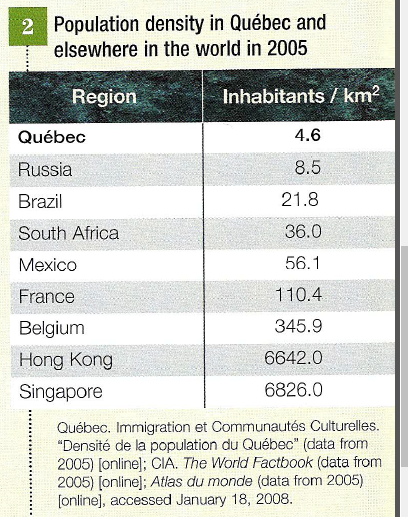 2 Population density in Québec and
elsewhere in the world in 2005
Region Inhabitants / km²
Québec 4.6
Russia 8.5
Brazil 21.8
South Africa 36.0
Mexico 56.1
France 110.4
Belgium 345.9
Hong Kong 6642.0
Singapore 6826.0
Québec. Immigration et Communautés Culturelles.
“Densité de la population du Québec” (data from
2005) [online]; CIA. The World Factbook (data from
2005) [online]; Atlas du monde (data from 2005)
[online], accessed January 18, 2008.